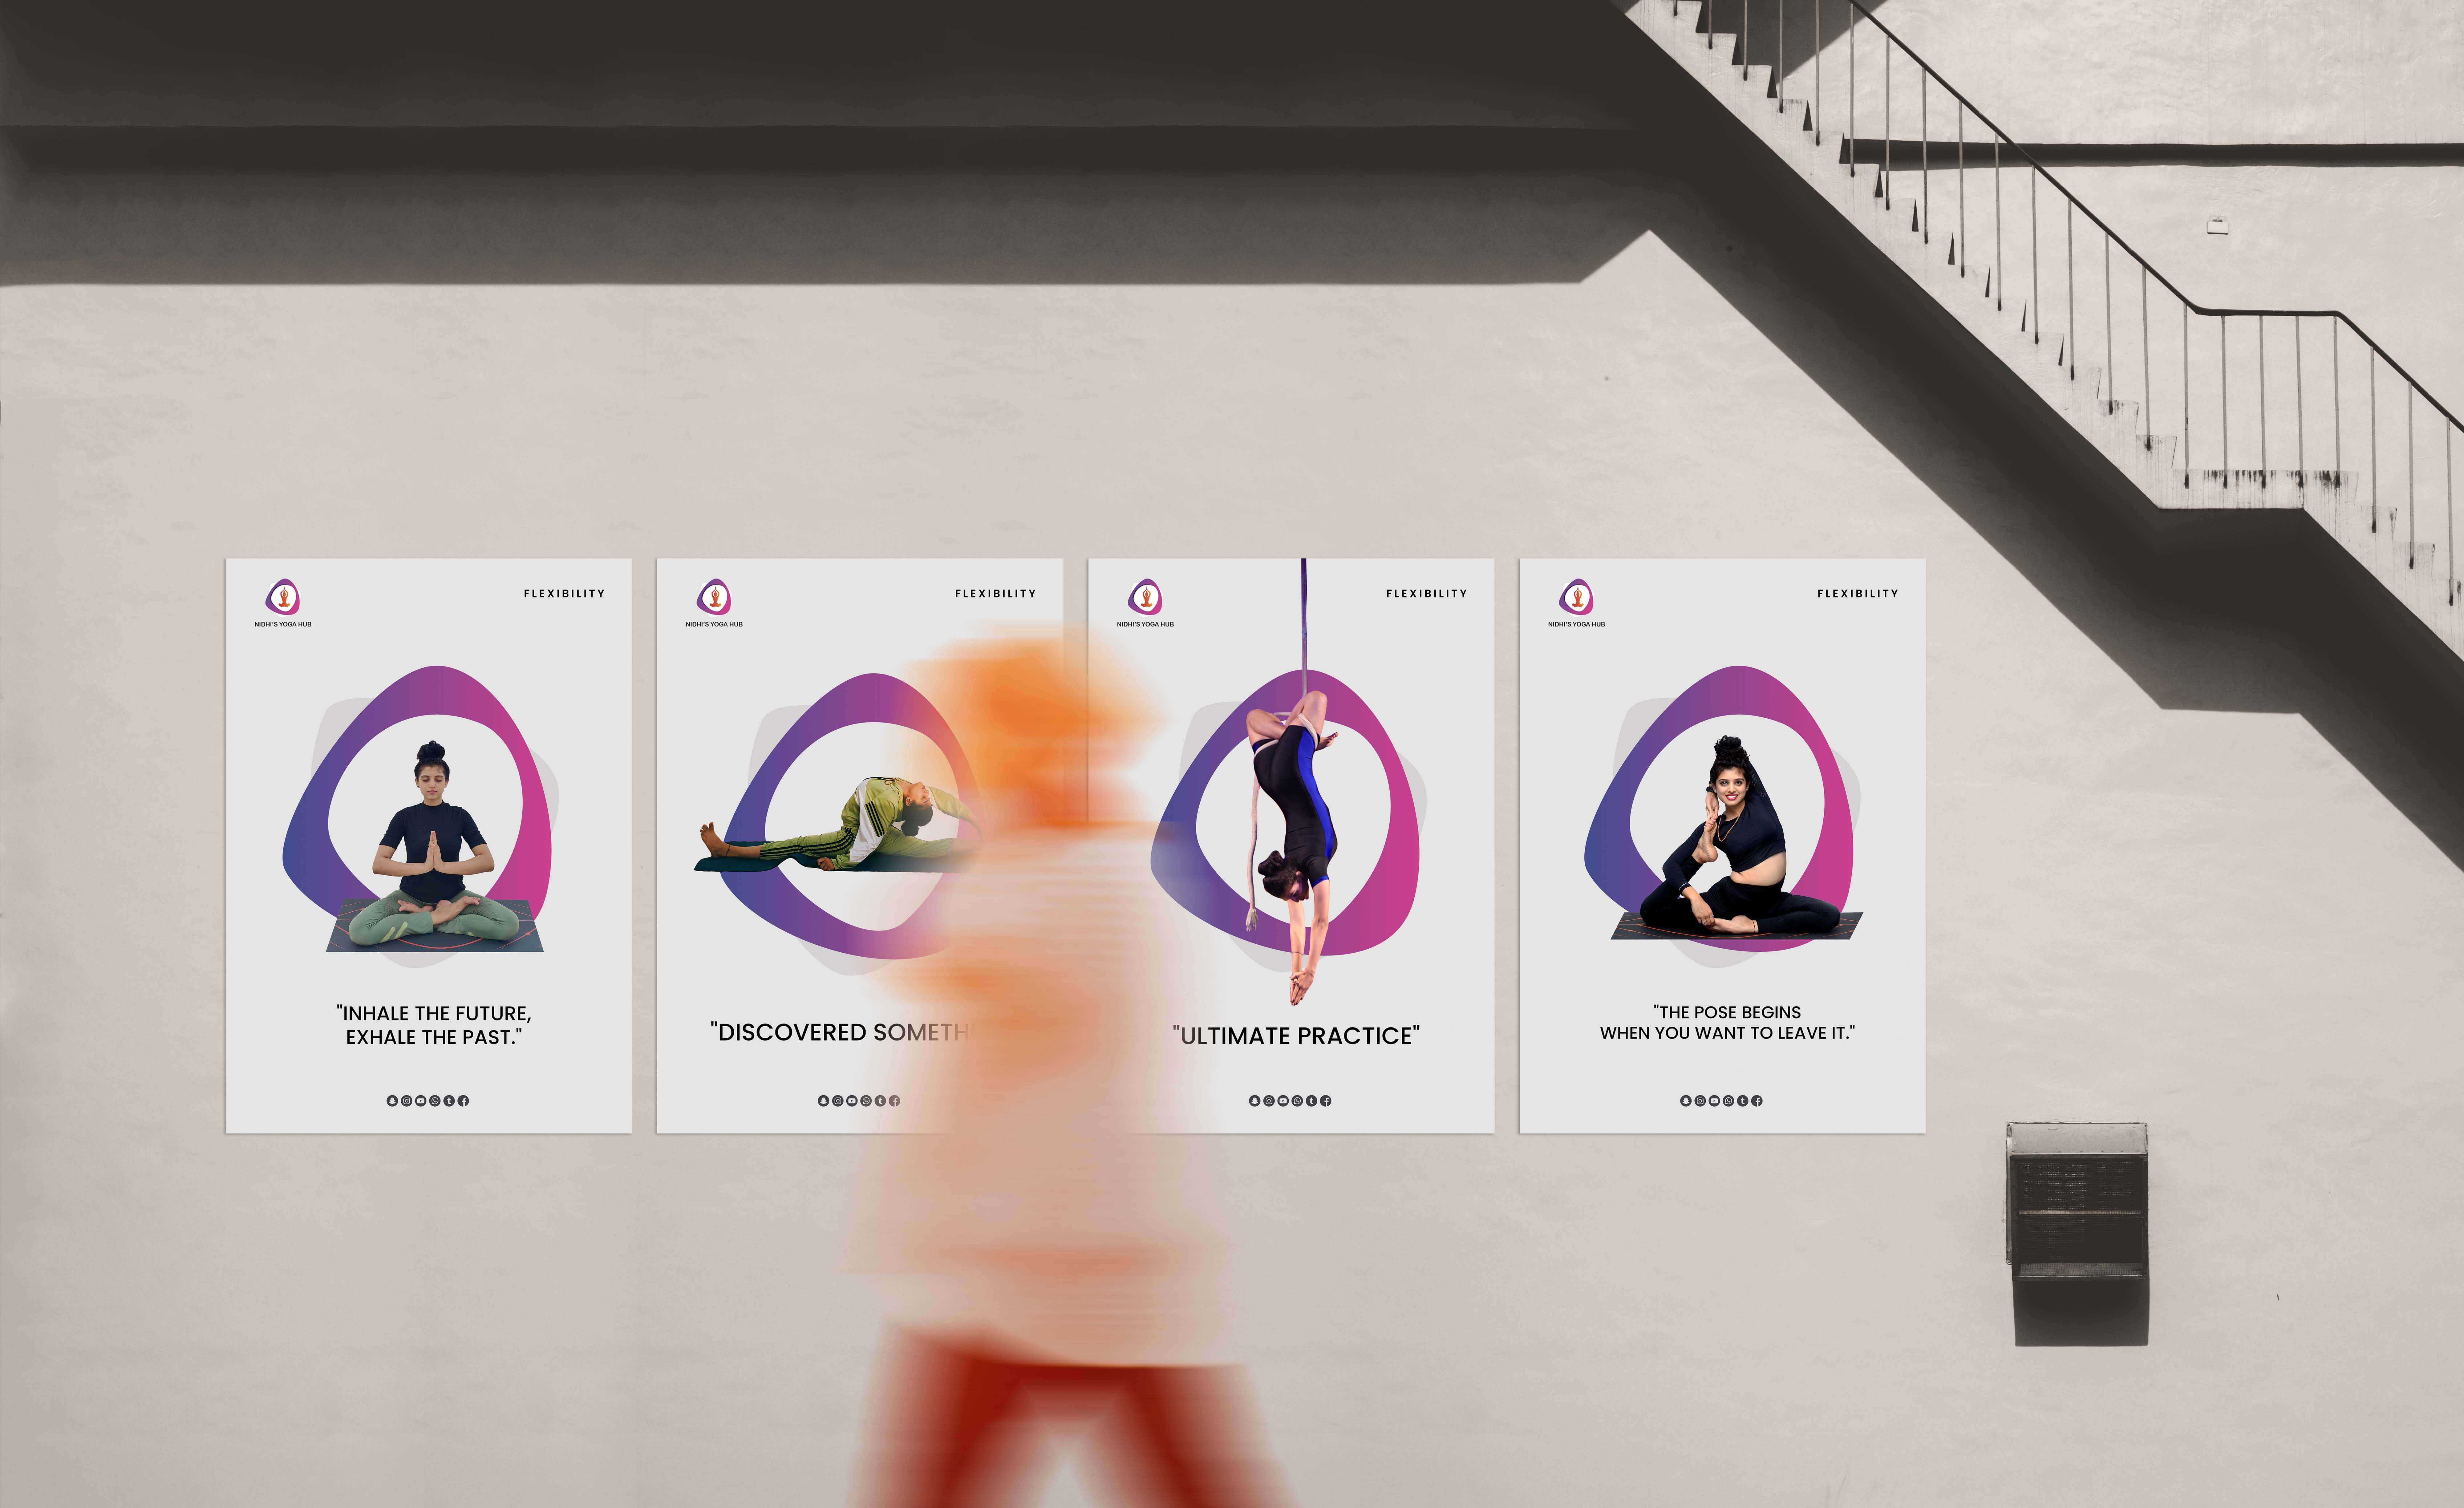 NIDHI'S YOGA HUB
FLEXIBILITY
"INHALE THE FUTURE,
EXHALE THE PAST."
NIDHI'S YOGA HUB
FLEXIBILITY
"DISCOVERED
NIDHI'S YOGA HUB
FLEXIBILITY
"ULTIMATE PRACTICE"
NIDHI'S YOGA HUB
FLEXIBILITY
"THE POSE BEGINS
WHEN YOU WANT TO LEAVE IT."